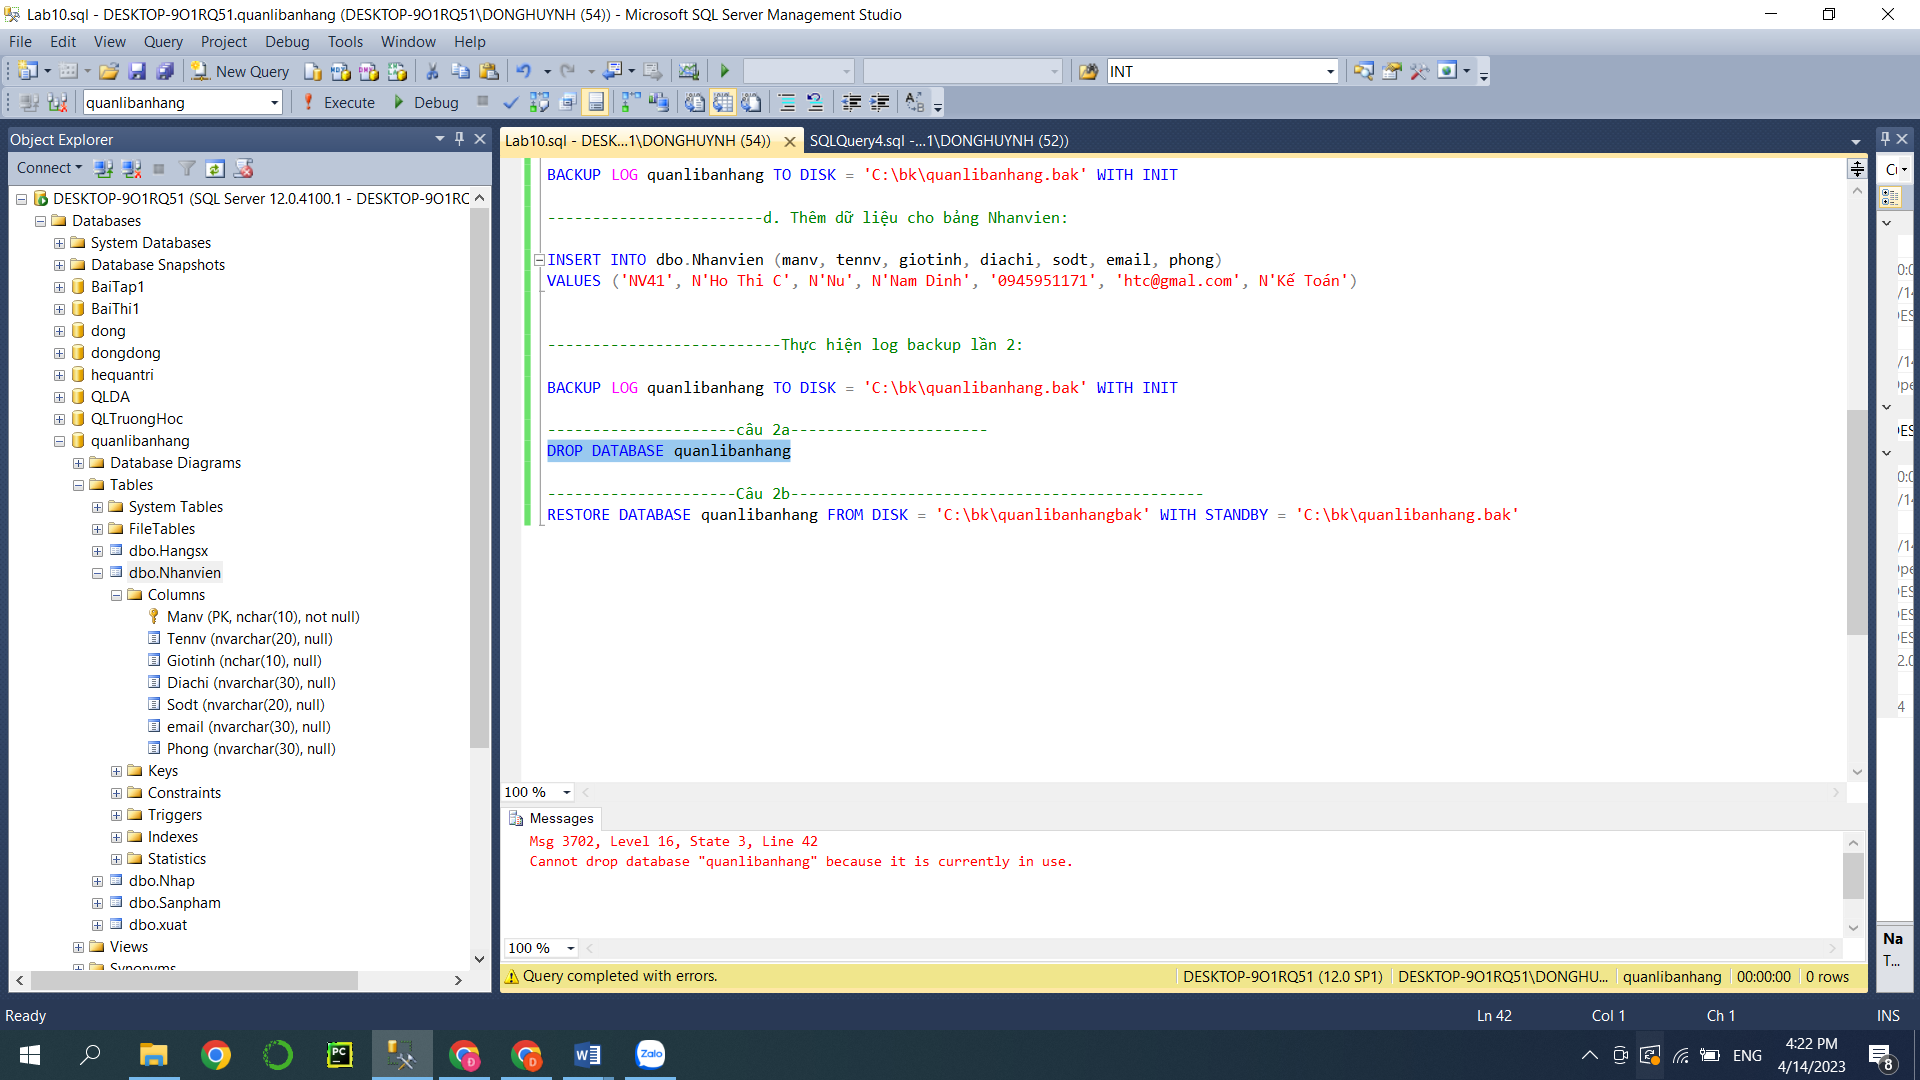 Lab10.sql - DESKTOP-9O1RQ51.quanlibanhang (DESKTOP-9O1RQ51\DONGHUYNH (54)) - Microsoft SQL Server Management Studio
File Edit View Query Project Debug Tools Window Help
New Query
INT
quanlibanhang
Execute
Debug
Object Explorer
Connect
DESKTOP-9O1RQ51 (SQL Server 12.0.4100.1 - DESKTOP-9O1RC
Databases
System Databases
Database Snapshots
BaiTap1
BaiThi1
dong
dongdong
hequantri
QLDA
QLTruongHoc
quanlibanhang
Database Diagrams
Tables
System Tables
FileTables
dbo.Hangsx
dbo.Nhanvien
Columns
Manv (PK, nchar(10), not null)
Tennv (nvarchar(20), null)
Giotinh (nchar(10), null)
Diachi (nvarchar(30), null)
Sodt (nvarchar(20), null)
email (nvarchar(30), null)
Phong (nvarchar(30), null)
Keys
Constraints
Triggers
Indexes
Statistics
dbo.Nhap
dbo.Sanpham
dbo.xuat
Views
Synonyms
Lab10.sql - DESK...1\DONGHUYNH (54))
SQLQuery4.sql -...1\DONGHUYNH (52))
BACKUP LOG quanlibanhang TO DISK = 'C:\bk\quanlibanhang.bak' WITH INIT
------------------------d. Thêm dữ liệu cho bảng Nhanvien:
INSERT INTO dbo.Nhanvien (manv, tennv, giotinh, diachi, sodt, email, phong)
VALUES ('NV41', N'Ho Thi C', N'Nu', N'Nam Dinh', '0945951171', 'htc@gmal.com', N'Kế Toán')
--------------------------Thực hiện log backup lần 2:
BACKUP LOG quanlibanhang TO DISK = 'C:\bk\quanlibanhang.bak' WITH INIT
---------------------câu 2a----------------------
DROP DATABASE quanlibanhang
---------------------Câu 2b----------------------------------------------
RESTORE DATABASE quanlibanhang FROM DISK = 'C:\bk\quanlibanhangbak' WITH STANDBY = 'C:\bk\quanlibanhang.bak'
100 %
Messages
Msg 3702, Level 16, State 3, Line 42
Cannot drop database "quanlibanhang" because it is currently in use.
100 %
Query completed with errors.
DESKTOP-9O1RQ51 (12.0 SP1)
DESKTOP-9O1RQ51\DONGHU...
quanlibanhang
00:00:00
0 rows
Na
T...
Ready
Ln 42
Col 1
Ch 1
INS
PC
Zalo
ENG
4:22 PM
4/14/2023
8